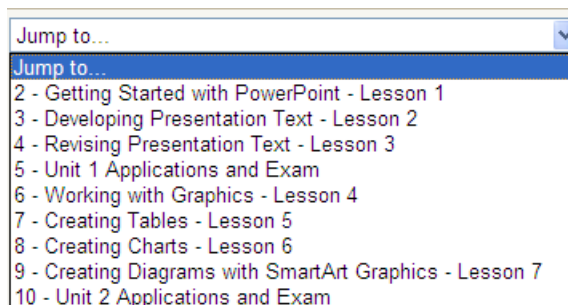 Jump to...
Jump to...
2 - Getting Started with PowerPoint - Lesson 1
3 - Developing Presentation Text - Lesson 2
4 - Revising Presentation Text - Lesson 3
5 - Unit 1 Applications and Exam
6 - Working with Graphics - Lesson 4
7 - Creating Tables - Lesson 5
8 - Creating Charts - Lesson 6
9 - Creating Diagrams with SmartArt Graphics - Lesson 7
10 - Unit 2 Applications and Exam